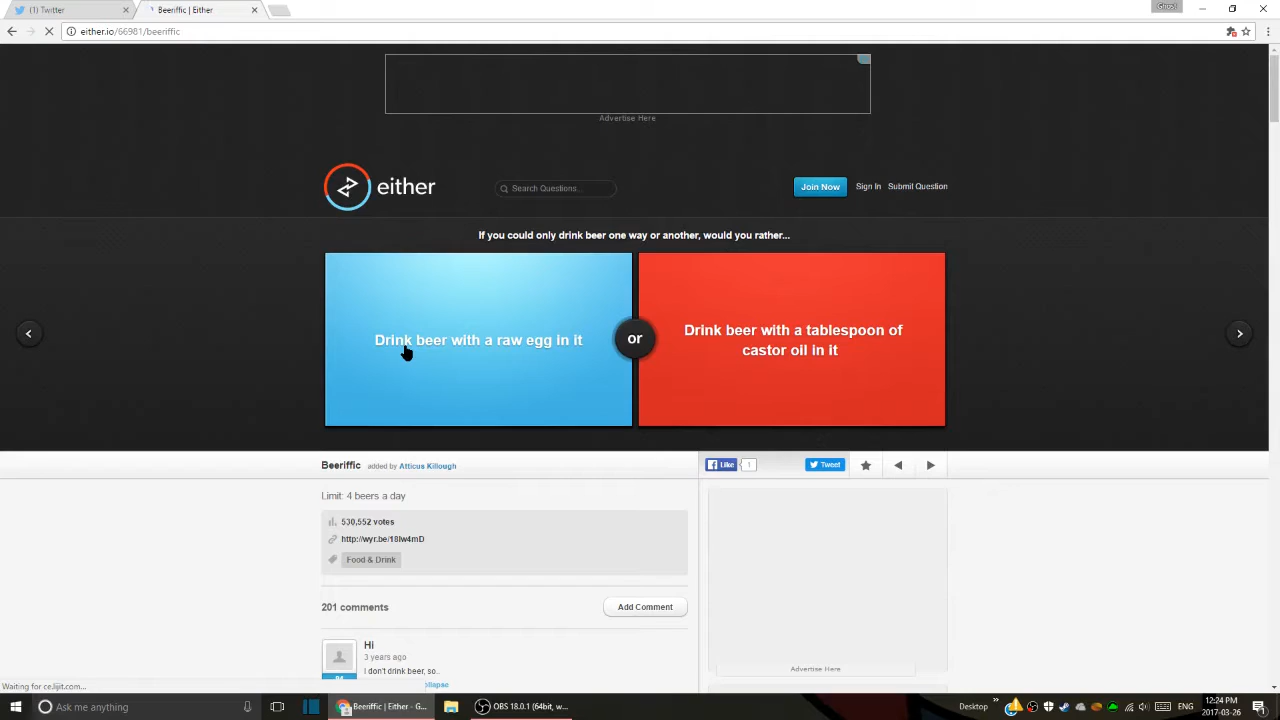 (1) Twitter
Beeriffic | Either
Ghost
either.io/66981/beeriffic
Advertise Here
either
Search Questions...
Join Now
Sign In
Submit Question
If you could only drink beer one way or another, would you rather...
Drink beer with a raw egg in it
or
Drink beer with a tablespoon of
castor oil in it
Beeriffic added by Atticus Killough
Like 1
Tweet
Limit: 4 beers a day
530,552 votes
http://wyr.be/18lw4mD
Food & Drink
201 comments
Add Comment
Hi
3 years ago
I don't drink beer, so..
collapse
Advertise Here
Waiting for ce.lijit.com...
Ask me anything
Beeriffic | Either - G...
OBS 18.0.1 (64bit, w...
Desktop
ENG
12:24 PM
2017-03-26